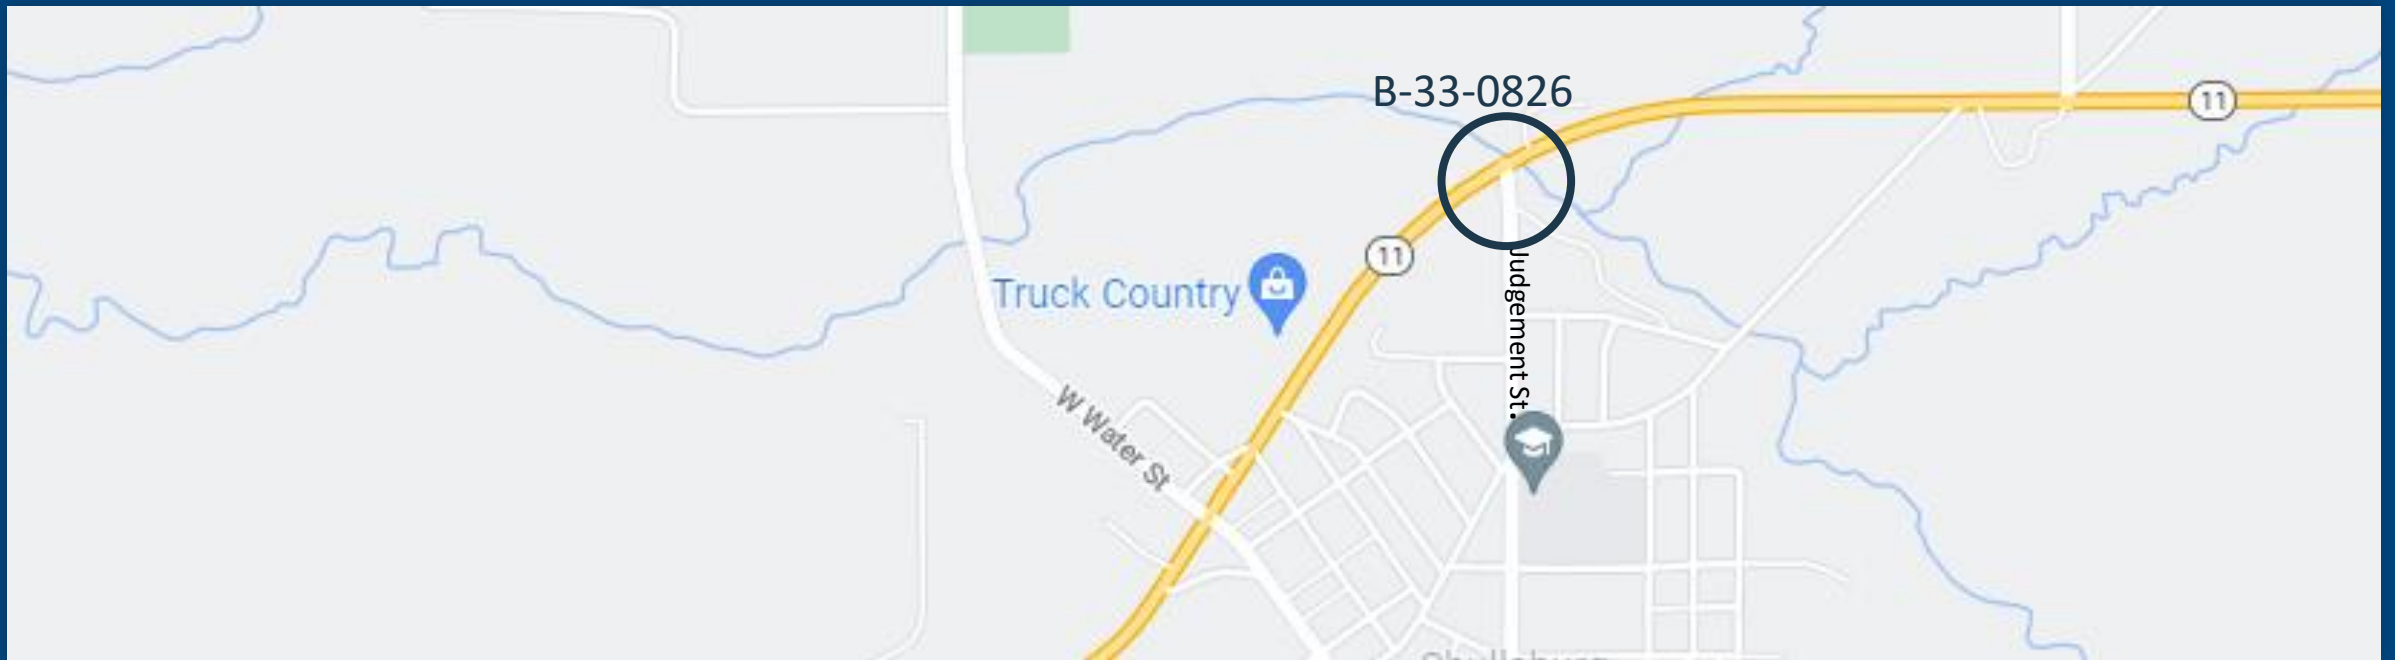 B-33-0826
11
11
Truck Country
Judgement St.
W Water St